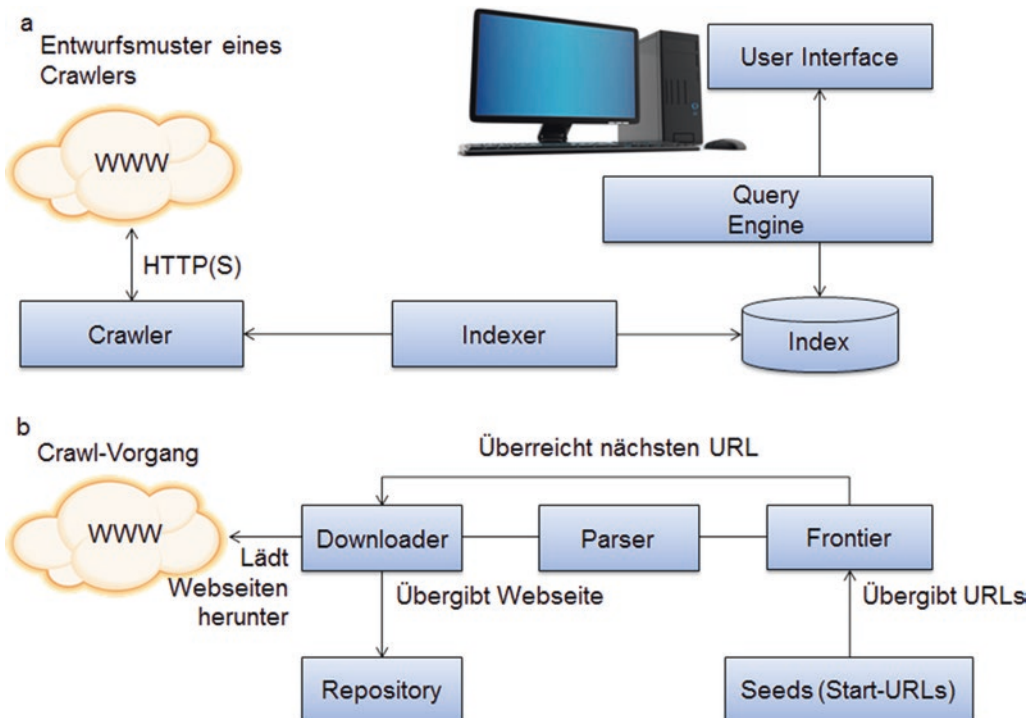 a
Entwurfsmuster eines
Crawlers
WWW
User Interface
Query
Engine
HTTP(S)
Crawler
Indexer
Index
b
Crawl-Vorgang
Überreicht nächsten URL
WWW
Downloader
Parser
Frontier
Lädt
Webseiten
herunter
Übergibt Webseite
Übergibt URLs
Repository
Seeds (Start-URLs)